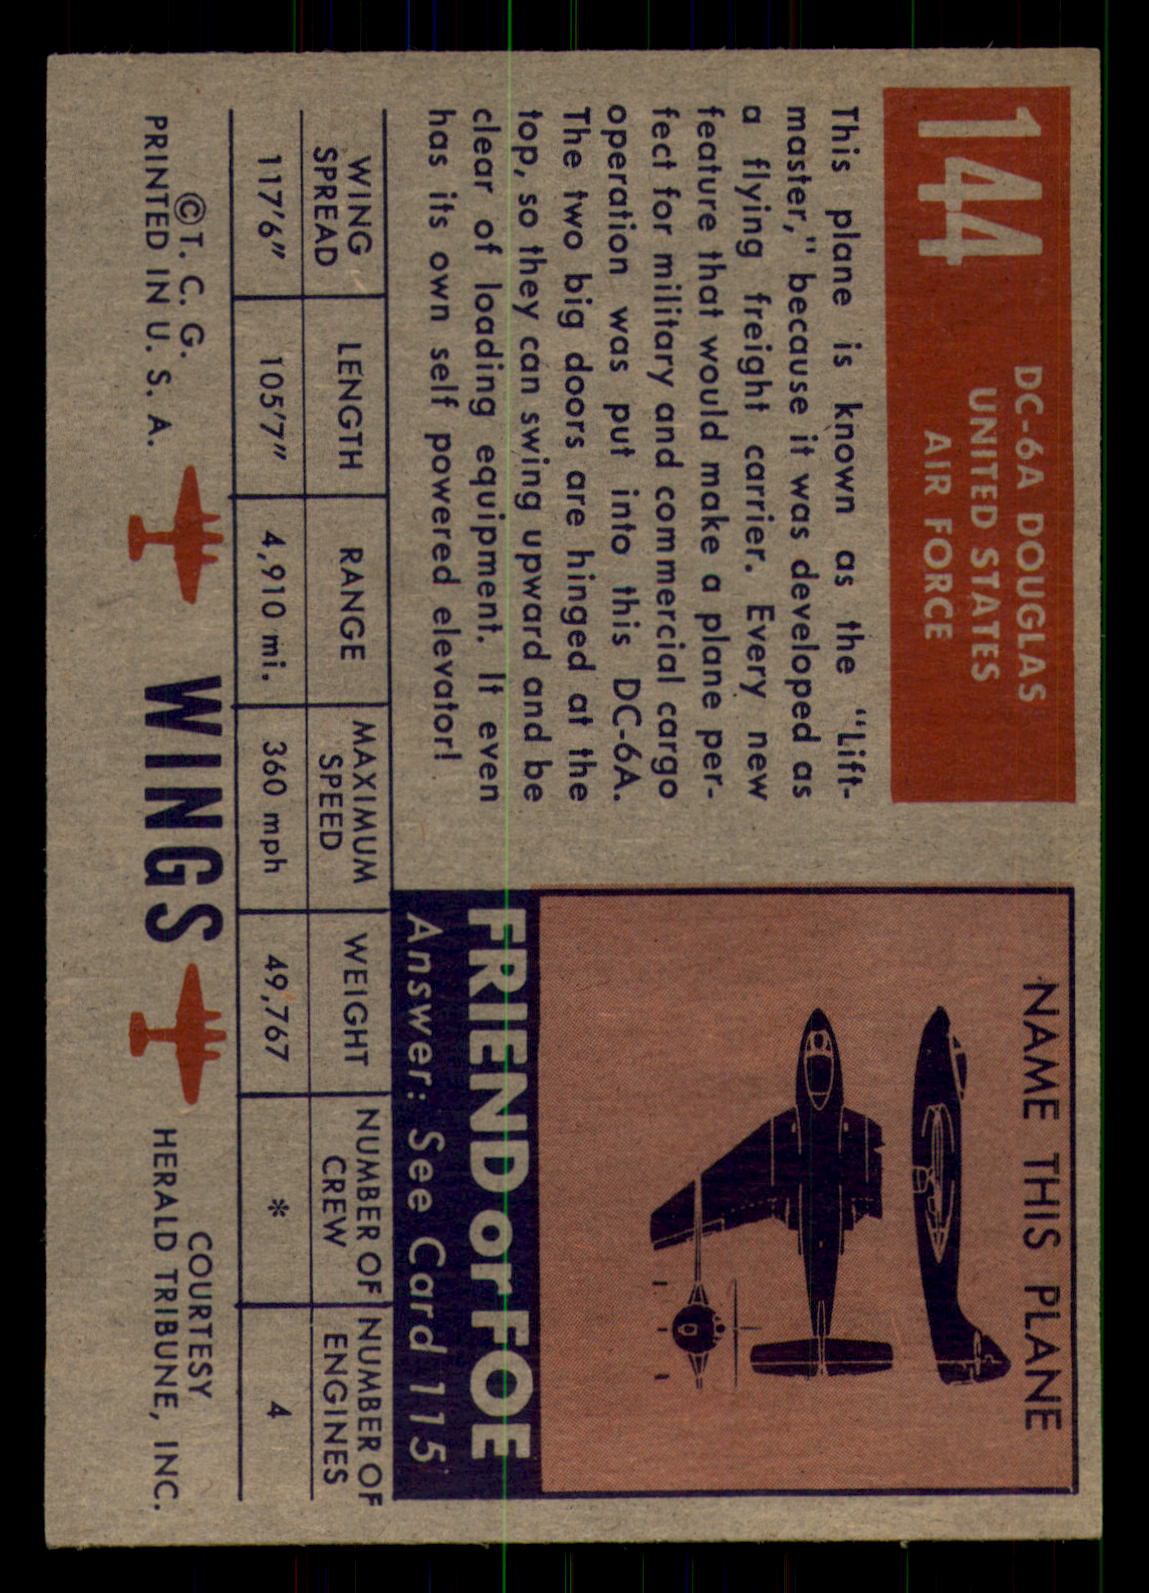 144
DC-6A DOUGLAS
UNITED STATES
AIR FORCE
This plane is known as the "Lift-
master," because it was developed as
a flying freight carrier. Every new
feature that would make a plane per-
fect for military and commercial cargo
operation was put into this DC-6A.
The two big doors are hinged at the
top, so they can swing upward and be
clear of loading equipment. It even
has its own self powered elevator!
NAME THIS PLANE
FRIEND or FOE
Answer: See Card 115
WING SPREAD
LENGTH
RANGE
MAXIMUM SPEED
WEIGHT
NUMBER OF CREW
NUMBER OF ENGINES
117'6"
105'7"
4,910 mi.
360 mph
49,767
*
4
©T. C. G.
PRINTED IN U. S. A.
WINGS
COURTESY
HERALD TRIBUNE, INC.